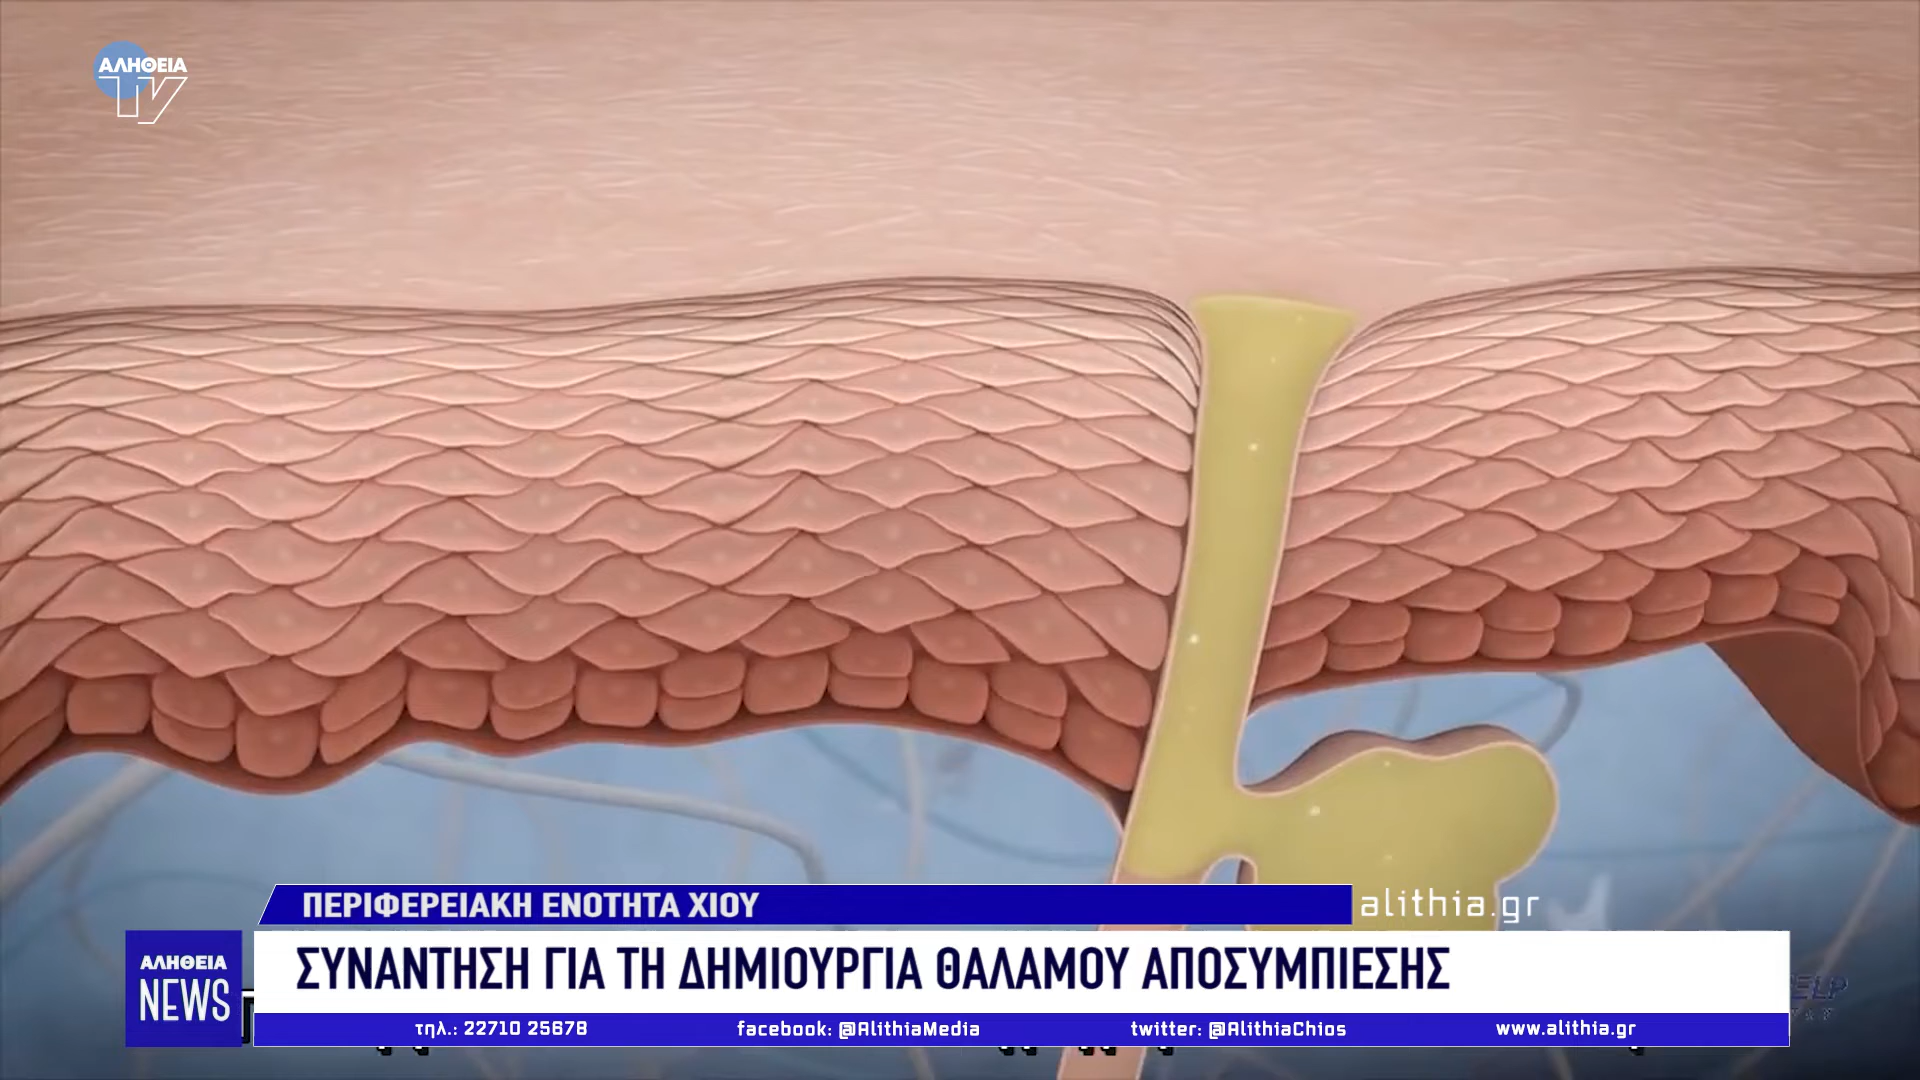 ΑΛΗΘΕΙΑ
TV
ΠΕΡΙΦΕΡΕΙΑΚΗ ΕΝΟΤΗΤΑ ΧΙΟΥ
alithia.gr
ΑΛΗΘΕΙΑ
NEWS
ΣΥΝΑΝΤΗΣΗ ΓΙΑ ΤΗ ΔΗΜΙΟΥΡΓΙΑ ΘΑΛΑΜΟΥ ΑΠΟΣΥΜΠΙΕΣΗΣ
τηλ.: 22710 25678
facebook: @AlithiaMedia
twitter: @AlithiaChios
www.alithia.gr